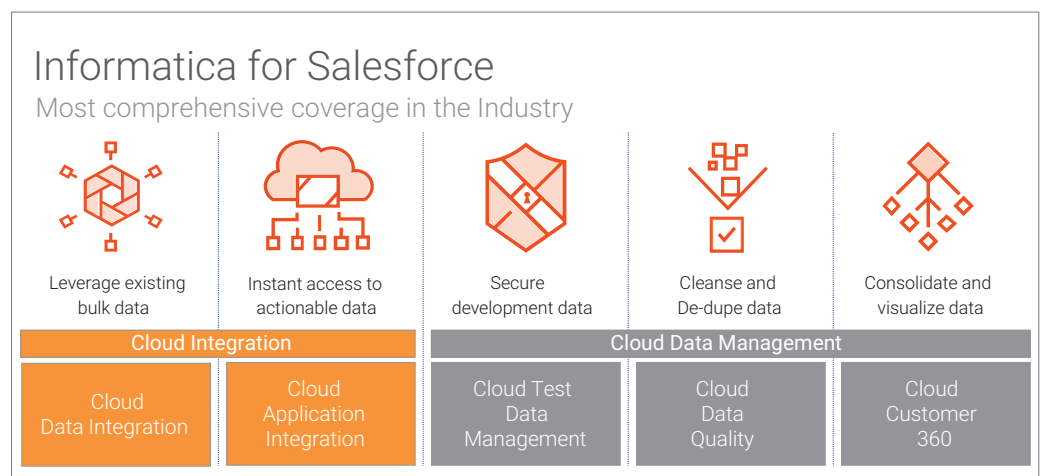 Informatica for Salesforce
Most comprehensive coverage in the Industry
Leverage existing
bulk data
Instant access to
actionable data
Secure
development data
Cleanse and
De-dupe data
Consolidate and
visualize data
Cloud Integration
Cloud Data Management
Cloud
Data Integration
Cloud
Application
Integration
Cloud Test
Data
Management
Cloud
Data
Quality
Cloud
Customer
360